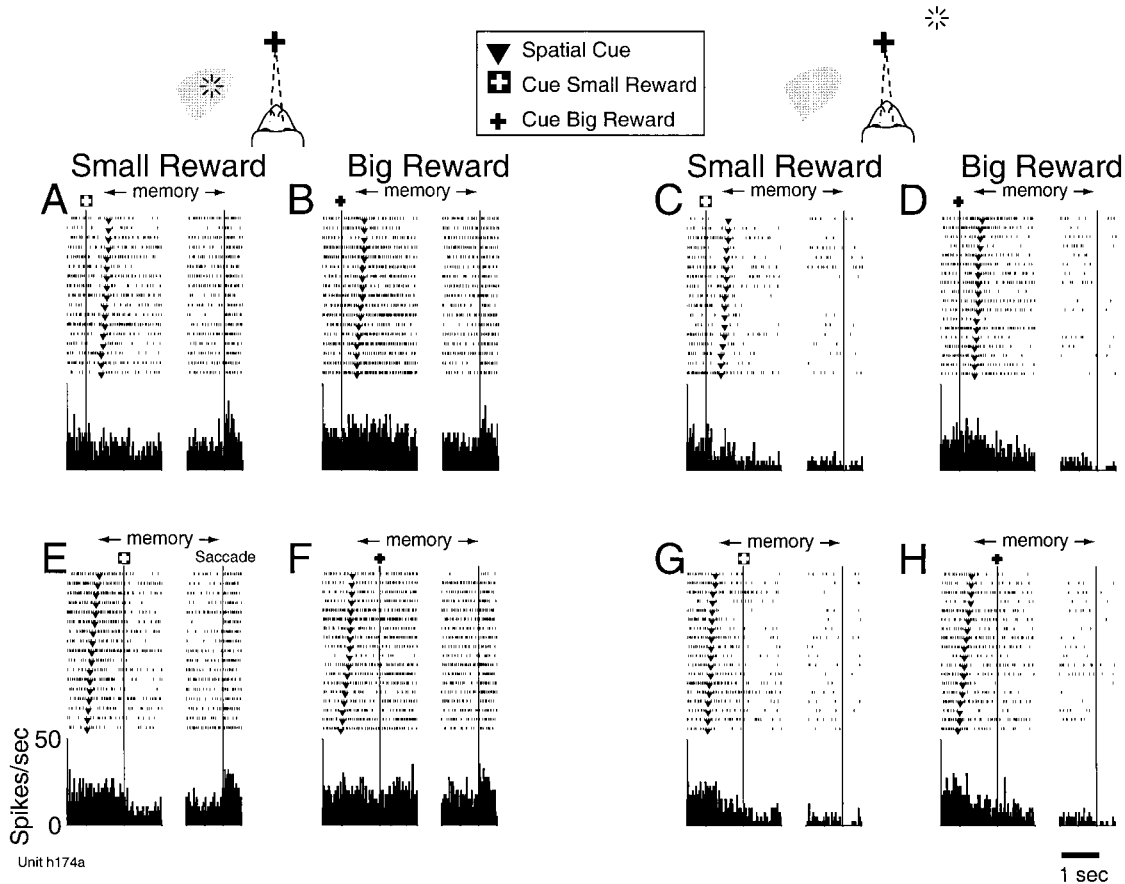 Spatial Cue
Cue Small Reward
Cue Big Reward
Small Reward
Big Reward
Small Reward
Big Reward
A
memory
B
memory
C
memory
D
memory
E
memory
Saccade
F
memory
G
memory
H
memory
50
Spikes/sec
0
Unit h174a
1 sec